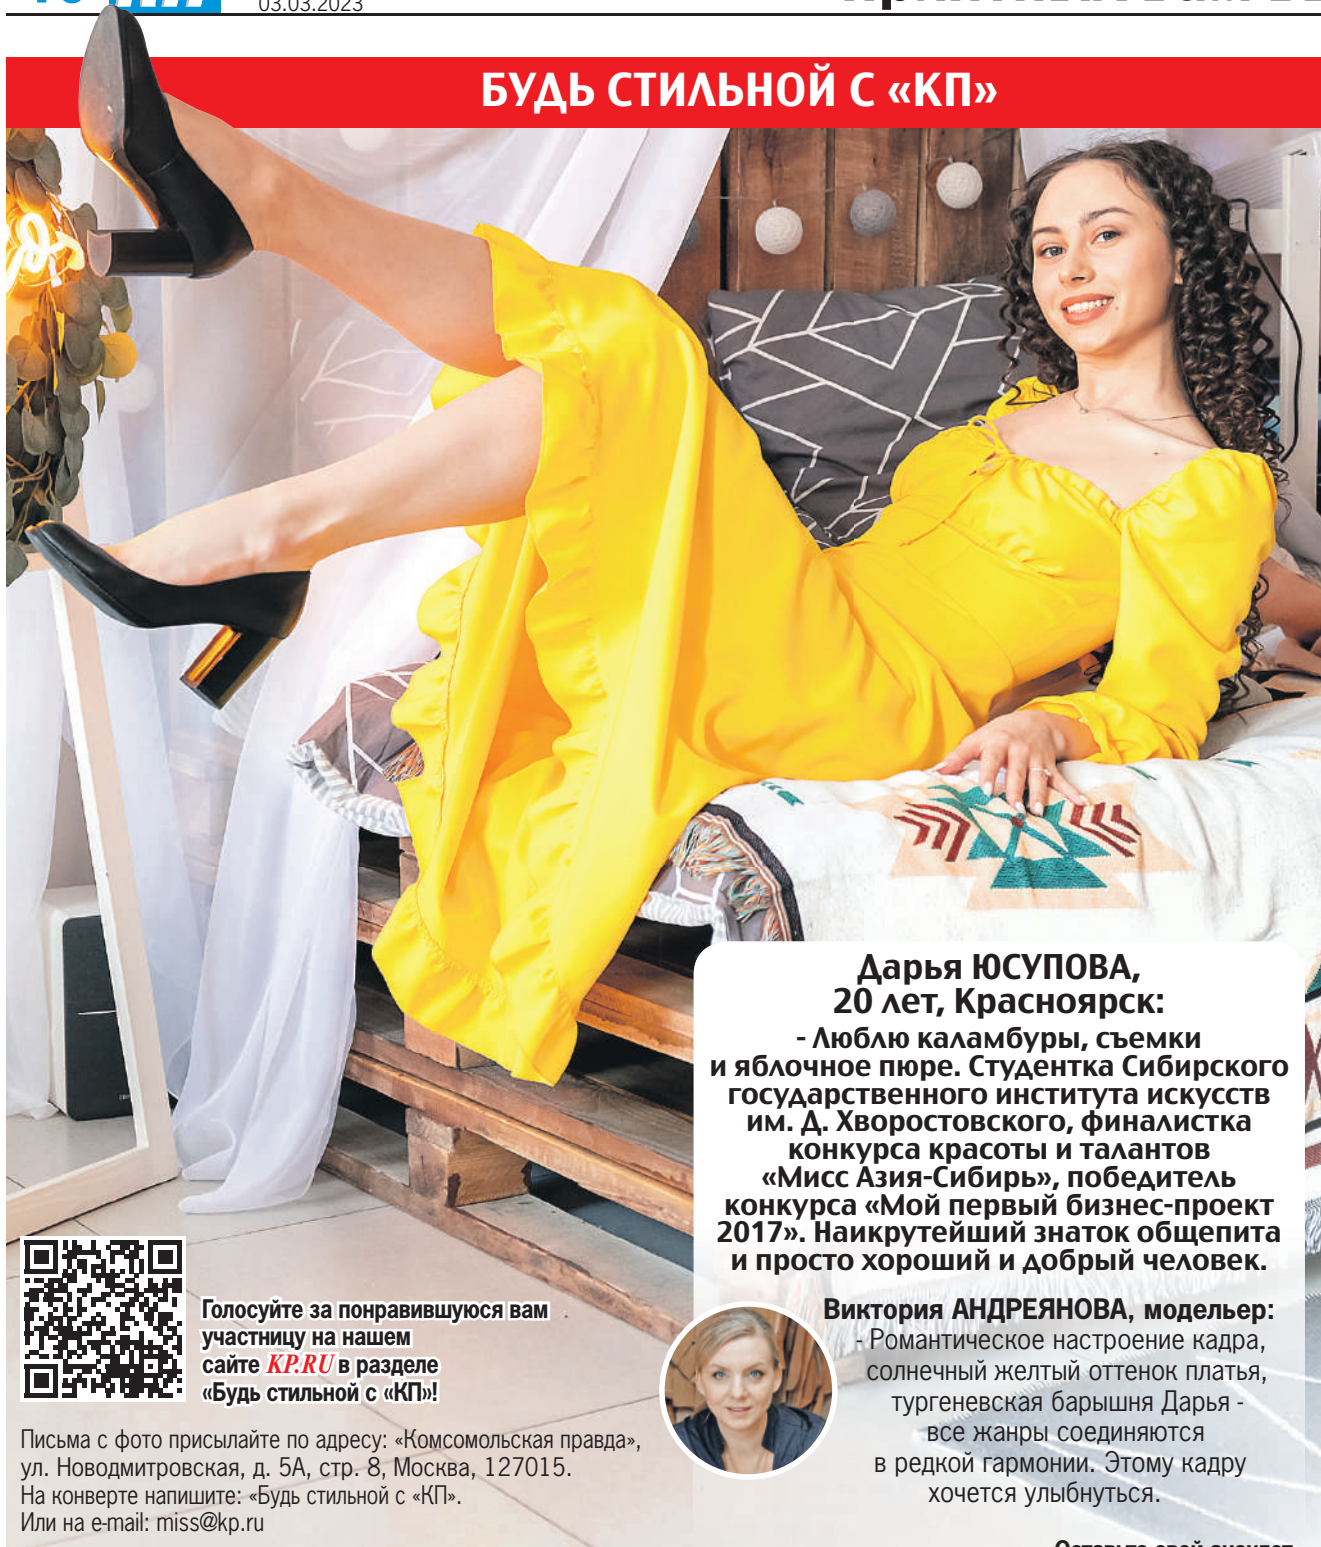 03.03.2023
БУДЬ СТИЛЬНОЙ С «КП»
Дарья ЮСУПОВА,
20 лет, Красноярск:
- Люблю каламбуры, съемки
и яблочное пюре. Студентка Сибирского
государственного института искусств
им. Д. Хворостовского, финалистка
конкурса красоты и талантов
«Мисс Азия-Сибирь», победитель
конкурса «Мой первый бизнес-проект
2017». Наикрутейший знаток общепита
и просто хороший и добрый человек.
Виктория АНДРЕЯНОВА, модельер:
- Романтическое настроение кадра,
солнечный желтый оттенок платья,
тургеневская барышня Дарья -
все жанры соединяются
в редкой гармонии. Этому кадру
хочется улыбнуться.
Голосуйте за понравившуюся вам
участницу на нашем
сайте KP.RU в разделе
«Будь стильной с «КП»!
Письма с фото присылайте по адресу: «Комсомольская правда»,
ул. Новодмитровская, д. 5А, стр. 8, Москва, 127015.
На конверте напишите: «Будь стильной с «КП».
Или на e-mail: miss@kp.ru